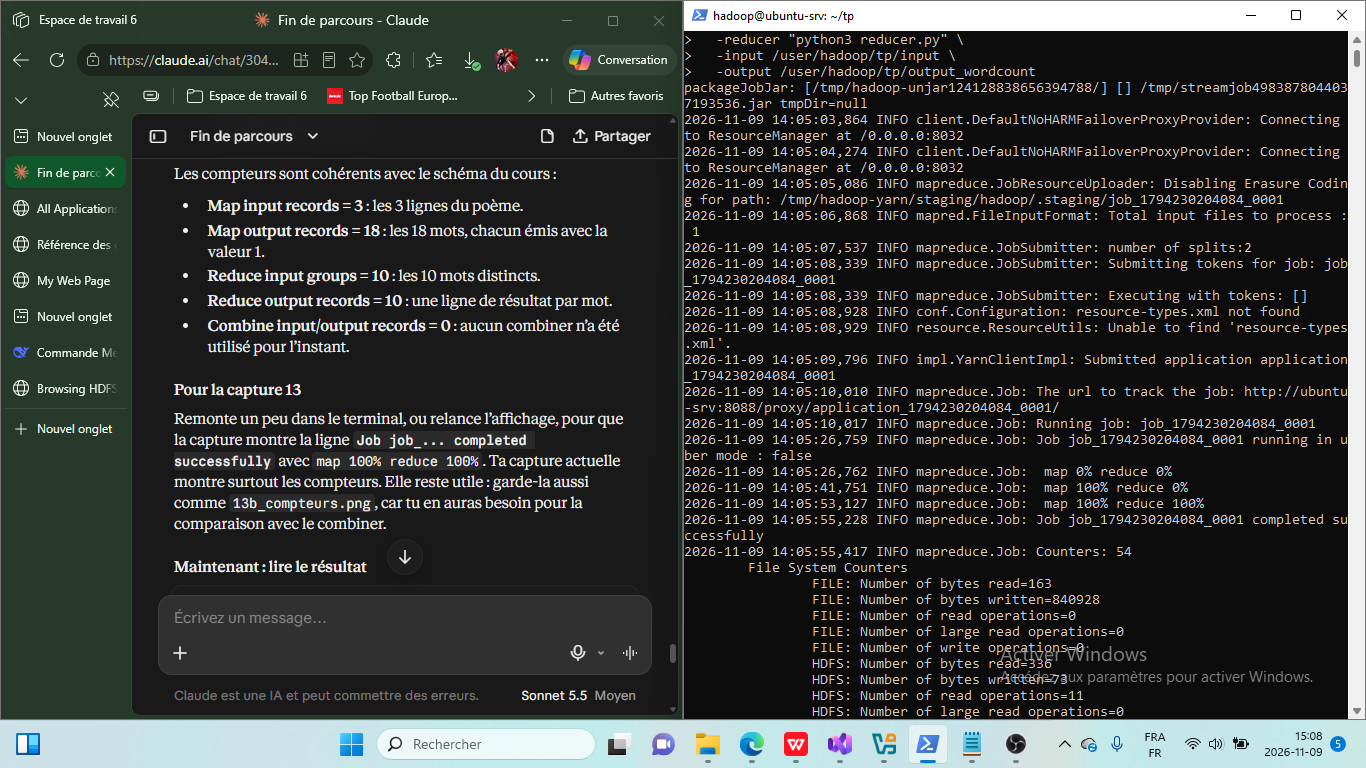 Espace de travail 6
Fin de parcours - Claude
https://claude.ai/chat/304...
Conversation
Espace de travail 6
Top Football Europ...
Autres favoris
Nouvel onglet
Fin de parco
All Application
Référence des
My Web Page
Nouvel onglet
Commande Me
Browsing HDFS
Nouvel onglet
Fin de parcours
Partager
Les compteurs sont cohérents avec le schéma du cours :
• Map input records = 3 : les 3 lignes du poème.
• Map output records = 18 : les 18 mots, chacun émis avec la
valeur 1.
• Reduce input groups = 10 : les 10 mots distincts.
• Reduce output records = 10 : une ligne de résultat par mot.
• Combine input/output records = 0 : aucun combiner n'a été
utilisé pour l'instant.
Pour la capture 13
Remonte un peu dans le terminal, ou relance l'affichage, pour que
la capture montre la ligne Job job_... completed
successfully avec map 100% reduce 100%. Ta capture actuelle
montre surtout les compteurs. Elle reste utile : garde-la aussi
comme 13b_compteurs.png, car tu en auras besoin pour la
comparaison avec le combiner.
Maintenant : lire le résultat
Écrivez un message...
Claude est une IA et peut commettre des erreurs.
Sonnet 5.5 Moyen
hadoop@ubuntu-srv: ~/tp
>   -reducer "python3 reducer.py" \
>   -input /user/hadoop/tp/input \
>   -output /user/hadoop/tp/output_wordcount
packageJobJar: [/tmp/hadoop-unjar124128838656394788/] [] /tmp/streamjob498387804403
7193536.jar tmpDir=null
2026-11-09 14:05:03,864 INFO client.DefaultNoHARMFailoverProxyProvider: Connecting
to ResourceManager at /0.0.0.0:8032
2026-11-09 14:05:04,274 INFO client.DefaultNoHARMFailoverProxyProvider: Connecting
to ResourceManager at /0.0.0.0:8032
2026-11-09 14:05:05,086 INFO mapreduce.JobResourceUploader: Disabling Erasure Codin
g for path: /tmp/hadoop-yarn/staging/hadoop/.staging/job_1794230204084_0001
2026-11-09 14:05:06,868 INFO mapred.FileInputFormat: Total input files to process :
1
2026-11-09 14:05:07,537 INFO mapreduce.JobSubmitter: number of splits:2
2026-11-09 14:05:08,339 INFO mapreduce.JobSubmitter: Submitting tokens for job: job
_1794230204084_0001
2026-11-09 14:05:08,339 INFO mapreduce.JobSubmitter: Executing with tokens: []
2026-11-09 14:05:08,928 INFO conf.Configuration: resource-types.xml not found
2026-11-09 14:05:08,929 INFO resource.ResourceUtils: Unable to find 'resource-types
.xml'.
2026-11-09 14:05:09,796 INFO impl.YarnClientImpl: Submitted application application
_1794230204084_0001
2026-11-09 14:05:10,010 INFO mapreduce.Job: The url to track the job: http://ubuntu
-srv:8088/proxy/application_1794230204084_0001/
2026-11-09 14:05:10,017 INFO mapreduce.Job: Running job: job_1794230204084_0001
2026-11-09 14:05:26,759 INFO mapreduce.Job: Job job_1794230204084_0001 running in u
ber mode : false
2026-11-09 14:05:26,762 INFO mapreduce.Job:  map 0% reduce 0%
2026-11-09 14:05:41,751 INFO mapreduce.Job:  map 100% reduce 0%
2026-11-09 14:05:53,127 INFO mapreduce.Job:  map 100% reduce 100%
2026-11-09 14:05:55,228 INFO mapreduce.Job: Job job_1794230204084_0001 completed su
ccessfully
2026-11-09 14:05:55,417 INFO mapreduce.Job: Counters: 54
File System Counters
FILE: Number of bytes read=163
FILE: Number of bytes written=840928
FILE: Number of read operations=0
FILE: Number of large read operations=0
FILE: Number of write operations=0
HDFS: Number of bytes read=336
HDFS: Number of bytes written=73
HDFS: Number of read operations=11
HDFS: Number of large read operations=0
Activer Windows
Accédez aux paramètres pour activer Windows.
Rechercher
FRA
FR
15:08
2026-11-09
5